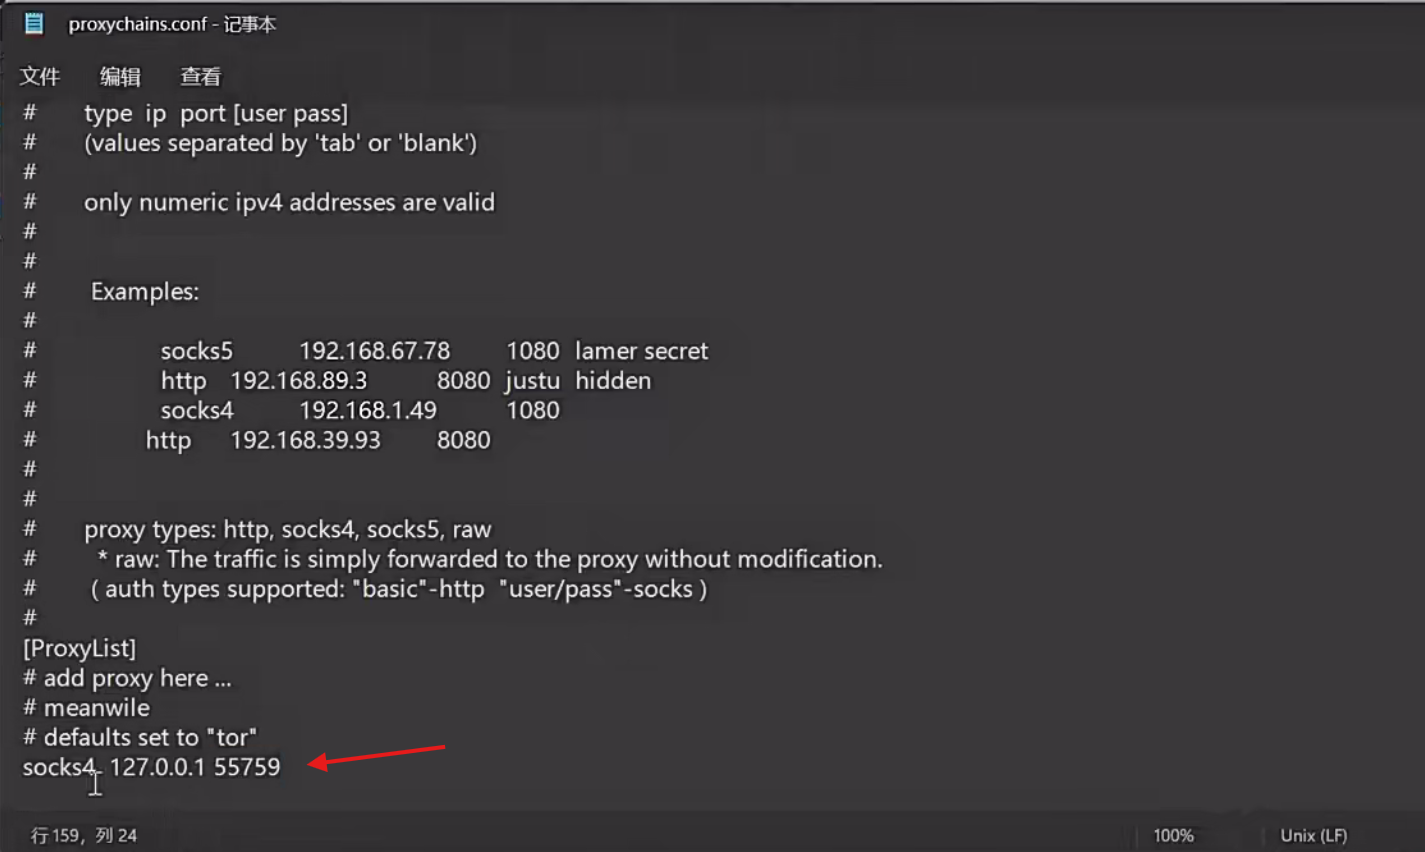 proxychains.conf - 记事本
文件 编辑 查看
# type ip port [user pass]
# (values separated by 'tab' or 'blank')
#
# only numeric ipv4 addresses are valid
#
#
# Examples:
#
# socks5 192.168.67.78 1080 lamer secret
# http 192.168.89.3 8080 justu hidden
# socks4 192.168.1.49 1080
# http 192.168.39.93 8080
#
#
# proxy types: http, socks4, socks5, raw
# * raw: The traffic is simply forwarded to the proxy without modification.
# ( auth types supported: "basic"-http "user/pass"-socks )
#
[ProxyList]
# add proxy here ...
# meanwile
# defaults set to "tor"
socks4 127.0.0.1 55759
行 159，列 24 100% Unix (LF)